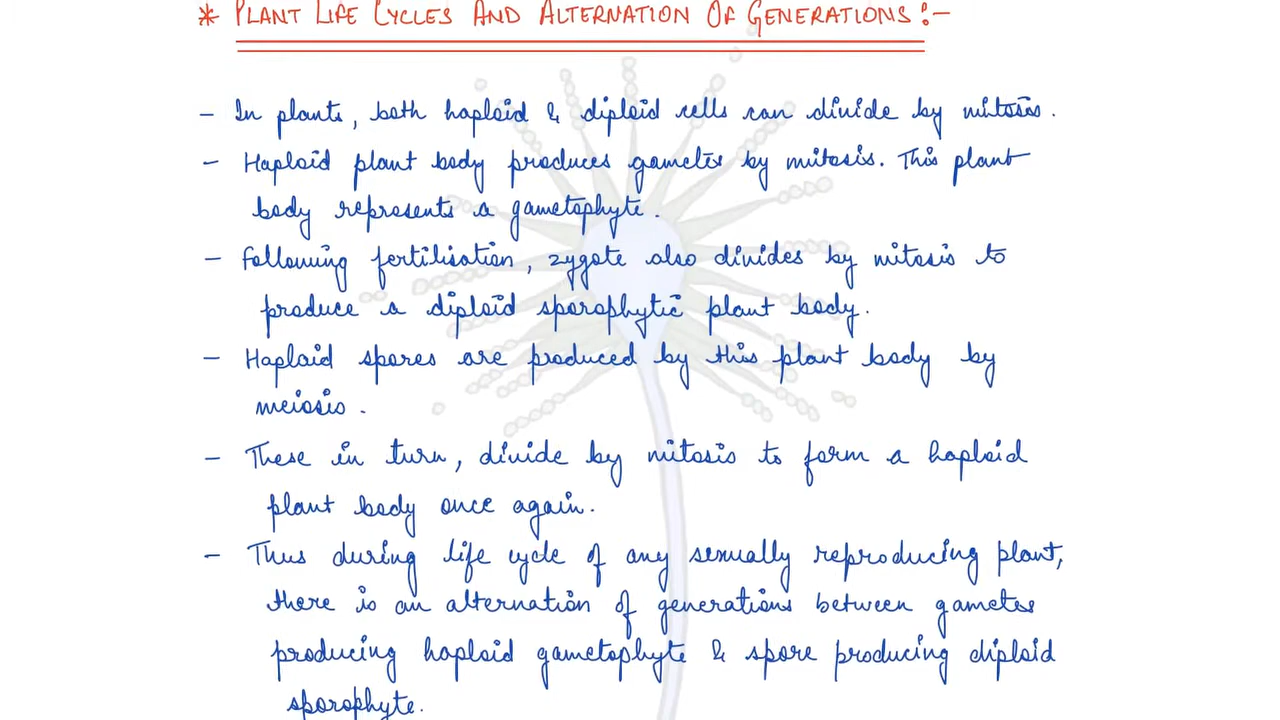 * PLANT LIFE CYCLES AND ALTERNATION OF GENERATIONS :-
- In plants, both haploid & diploid cells can divide by mitosis.
- Haploid plant body produces gametes by mitosis. This plant
body represents a gametophyte.
- Following fertilisation, zygote also divides by mitosis to
produce a diploid sporophytic plant body.
- Haploid spores are produced by this plant body by
meiosis.
- These in turn, divide by mitosis to form a haploid
plant body once again.
- Thus during life cycle of any sexually reproducing plant,
there is an alternation of generations between gametes
producing haploid gametophyte & spore producing diploid
sporophyte.